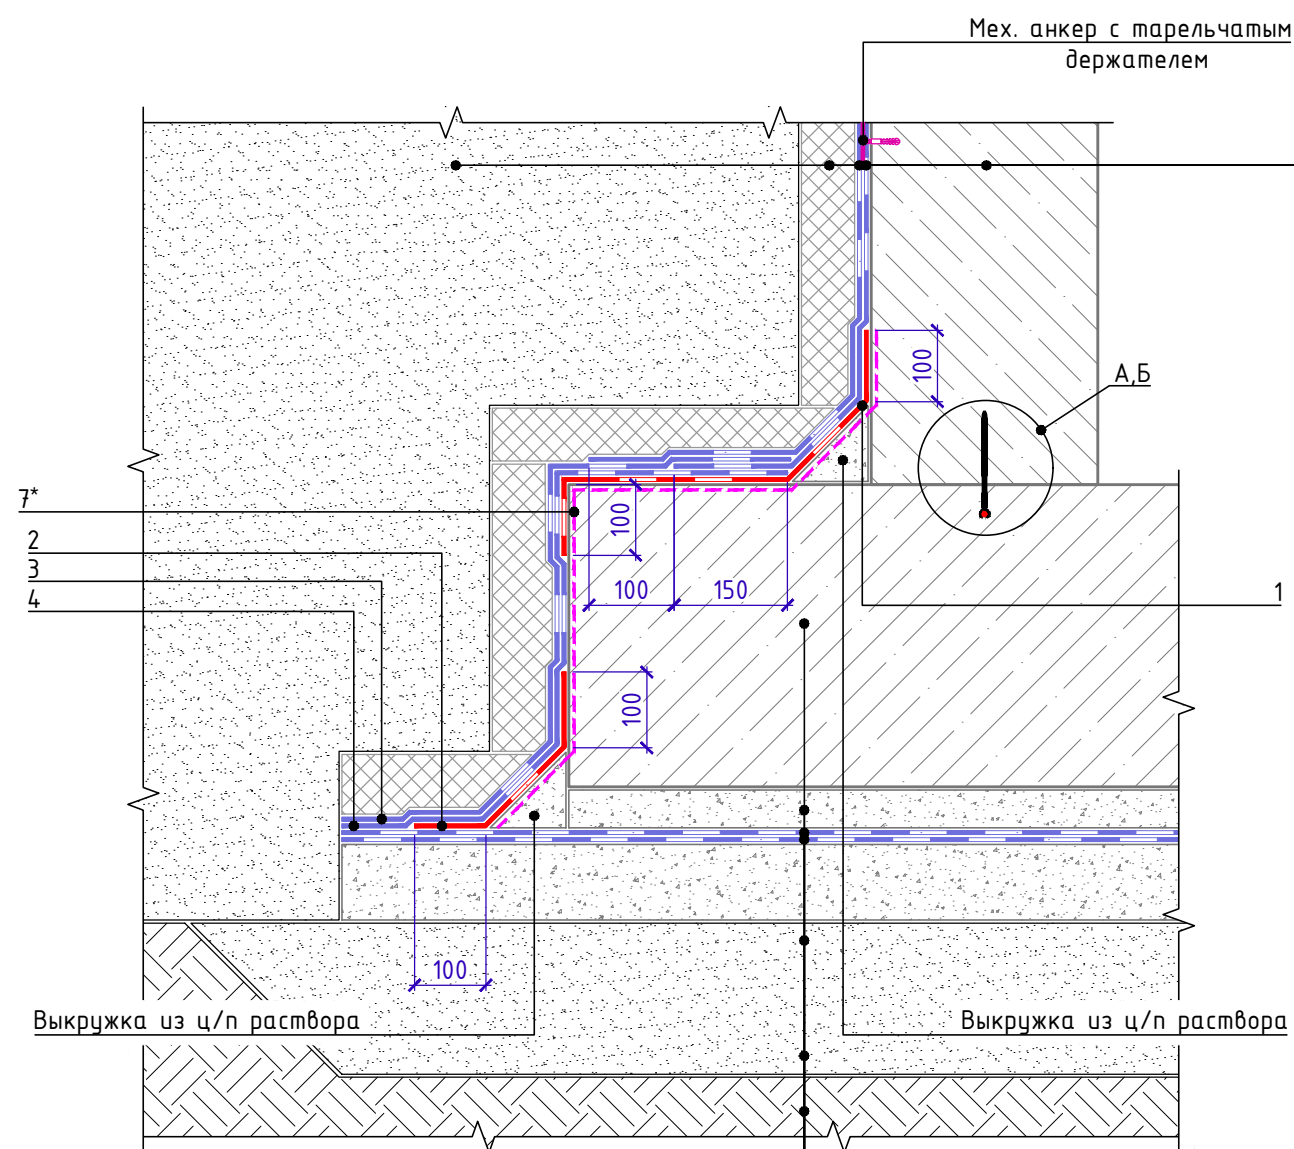 Мех. анкер с тарельчатым
держателем
100
А,Б
7*
100
2
3
100
150
4
1
100
100
Выкружка из ц/п раствора
Выкружка из ц/п раствора